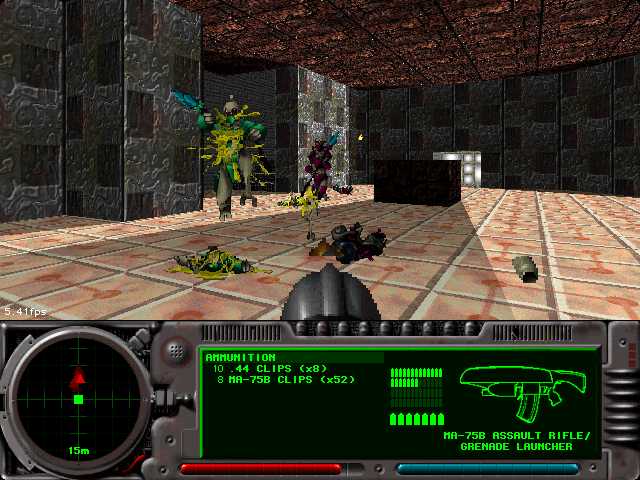 5.41fps
AMMUNITION
10 .44 CLIPS (x8)
8 MA-75B CLIPS (x52)
MA-75B ASSAULT RIFLE/
GRENADE LAUNCHER
15m